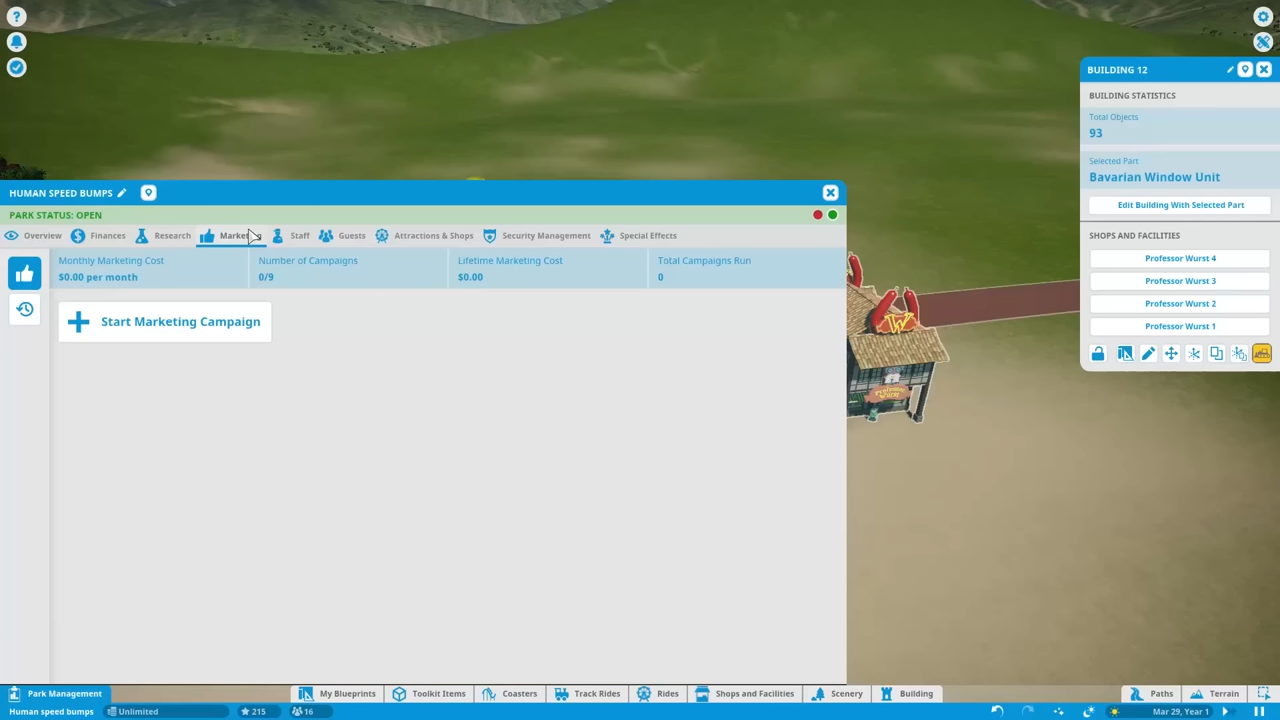 ?
BUILDING 12
BUILDING STATISTICS
Total Objects
93
Selected Part
Bavarian Window Unit
Edit Building With Selected Part
SHOPS AND FACILITIES
Professor Wurst 4
Professor Wurst 3
Professor Wurst 2
Professor Wurst 1
HUMAN SPEED BUMPS
PARK STATUS: OPEN
Overview
Finances
Research
Staff
Guests
Attractions & Shops
Security Management
Special Effects
Monthly Marketing Cost
$0.00 per month
Number of Campaigns
0/9
Lifetime Marketing Cost
$0.00
Total Campaigns Run
0
Start Marketing Campaign
W
Park Management
My Blueprints
Toolkit Items
Coasters
Track Rides
Rides
Shops and Facilities
Scenery
Building
Paths
Terrain
Human speed bumps
Unlimited
215
16
Mar 29, Year 1